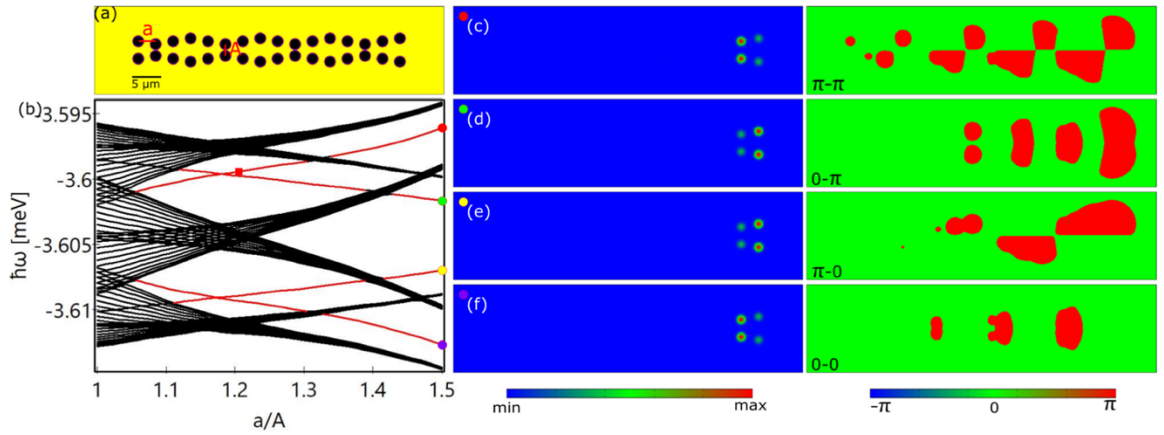 (a)
a
A
5 μm
(b)
-3.595
-3.6
-3.605
-3.61
ħω [meV]
1 1.1 1.2 1.3 1.4 1.5
a/A
(c)
π-π
(d)
0-π
(e)
π-0
(f)
0-0
min max
-π 0 π